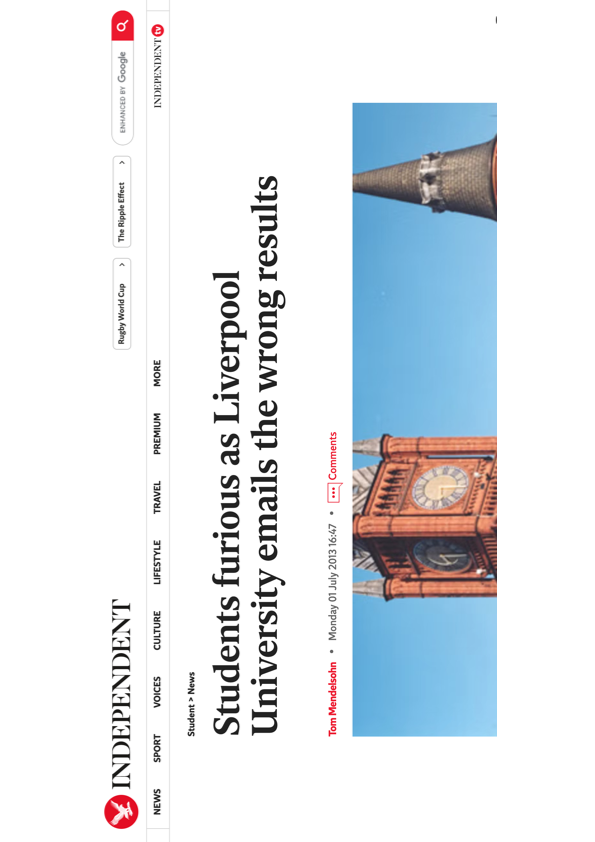 INDEPENDENT
Rugby World Cup >
The Ripple Effect >
ENHANCED BY Google
NEWS SPORT VOICES CULTURE LIFESTYLE TRAVEL PREMIUM MORE INDEPENDENT tv
Student > News
Students furious as Liverpool
University emails the wrong results
Tom Mendelsohn • Monday 01 July 2013 16:47 • Comments